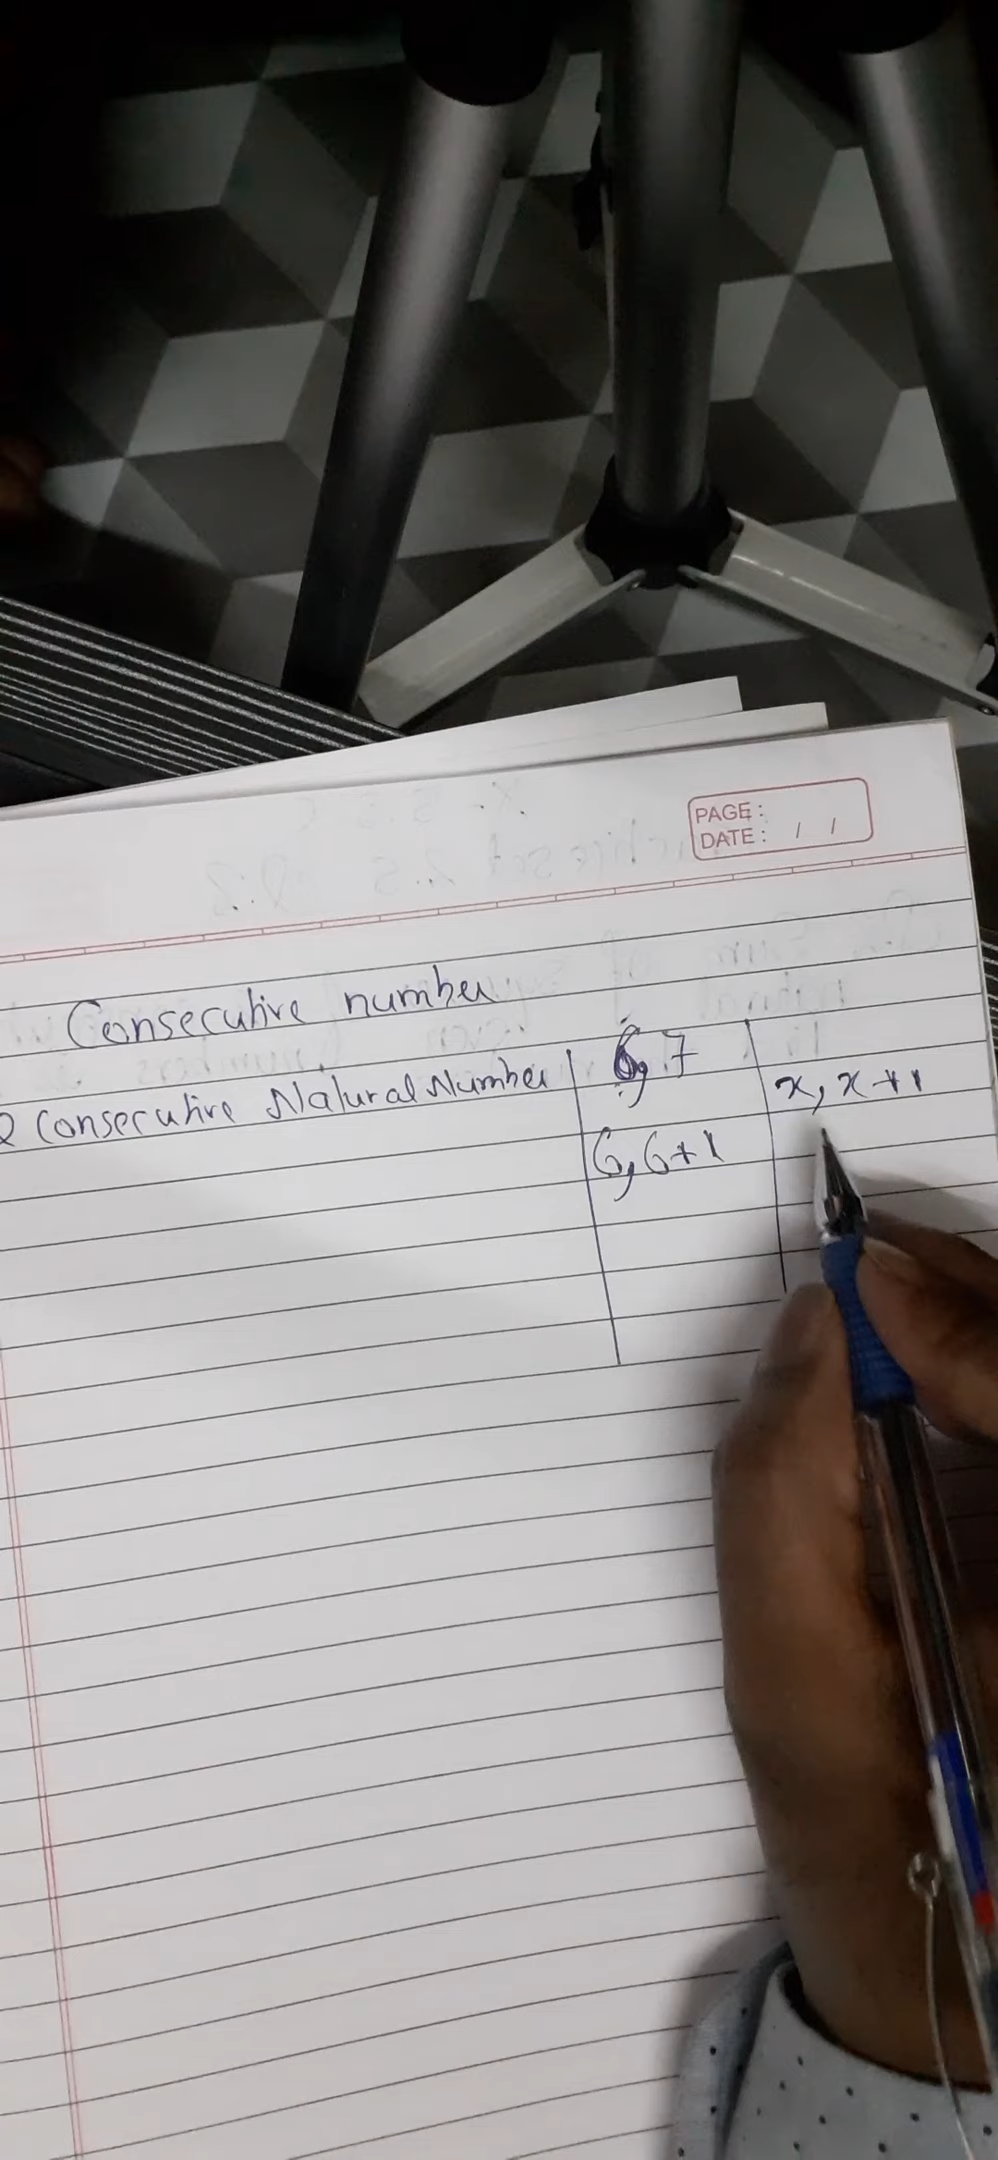 PAGE :
DATE : / /
Consecutive number
2 Consecutive Natural Number 6, 7 x, x+1
6, 6+1